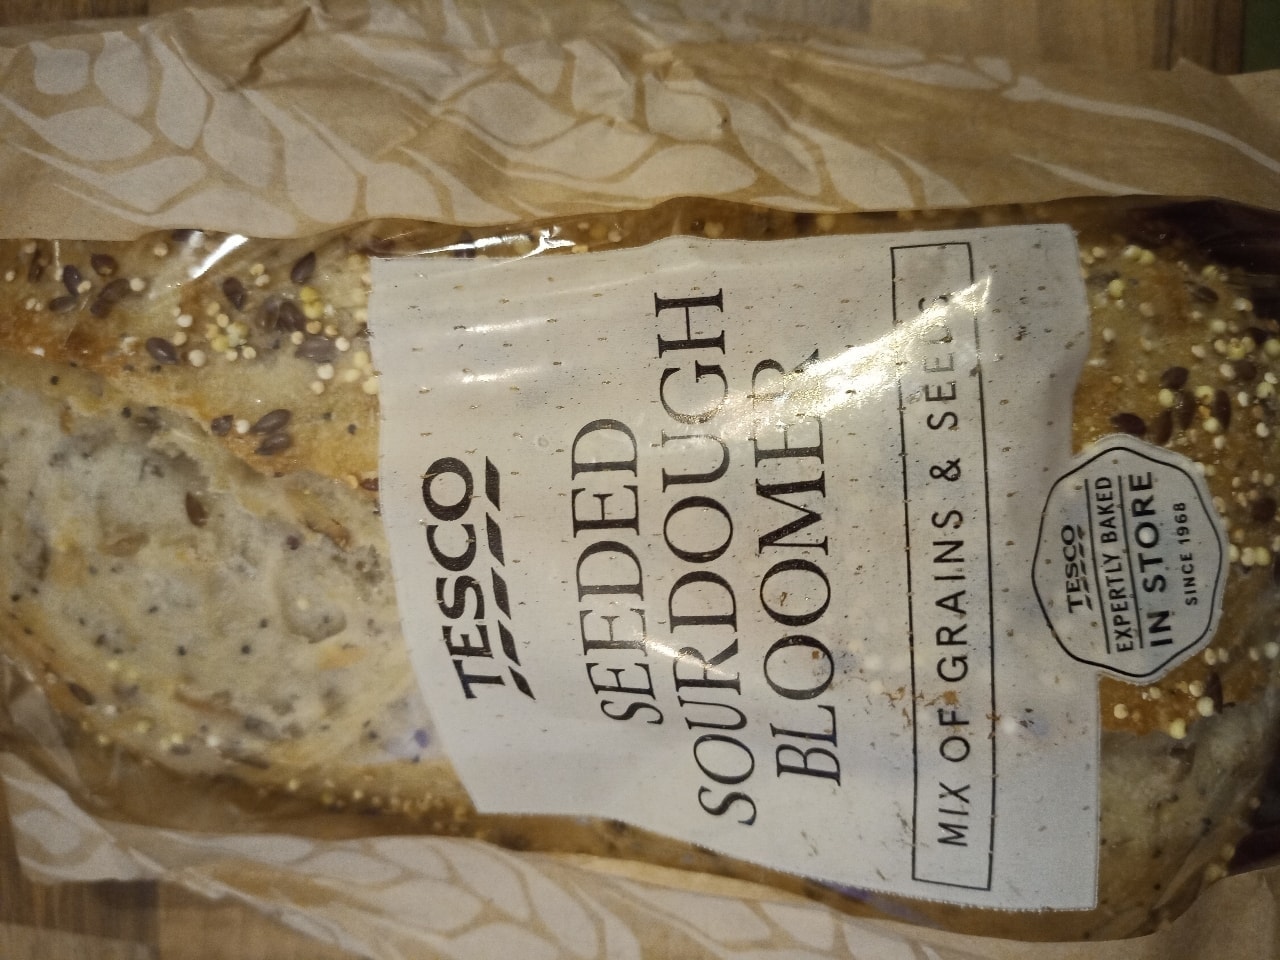 TESCO
SEEDED
SOURDOUGH
BLOOMER
MIX OF GRAINS & SEEDS
TESCO
EXPERTLY BAKED
IN STORE
SINCE 1968